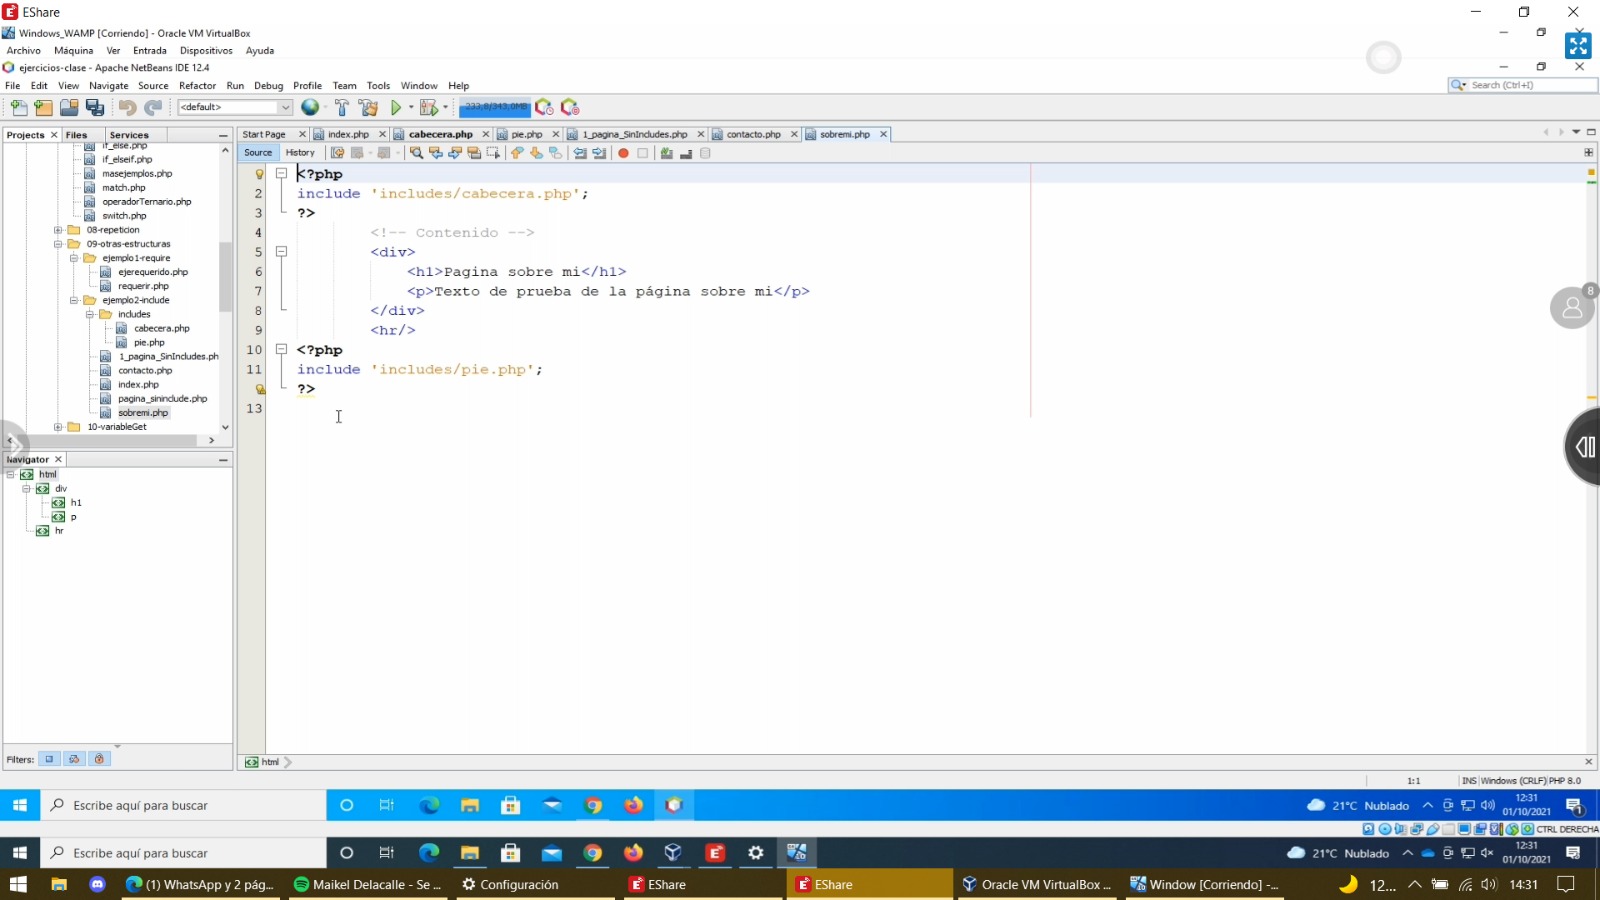 EShare
Windows_WAMP [Corriendo] - Oracle VM VirtualBox
Archivo Máquina Ver Entrada Dispositivos Ayuda
ejercicios-clase - Apache NetBeans IDE 12.4
File Edit View Navigate Source Refactor Run Debug Profile Team Tools Window Help
Search (Ctrl+I)
<default>
233,8/343,0MB
Projects Files Services
Start Page index.php cabecera.php pie.php 1_pagina_SinIncludes.php contacto.php sobremi.php
Source History
if_else.php
if_elseif.php
masejemplos.php
match.php
operadorTernario.php
switch.php
08-repeticion
09-otras-estructuras
ejemplo1-require
ejerequerido.php
requerir.php
ejemplo2-include
includes
cabecera.php
pie.php
1_pagina_SinIncludes.ph
contacto.php
index.php
pagina_sininclude.php
sobremi.php
10-variableGet
<?php
2 include 'includes/cabecera.php';
3 ?>
4 <!-- Contenido -->
5 <div>
6 <h1>Pagina sobre mi</h1>
7 <p>Texto de prueba de la página sobre mi</p>
8 </div>
9 <hr/>
10 <?php
11 include 'includes/pie.php';
?>
13
8
Navigator
html
div
h1
p
hr
Filters:
html
1:1 INS Windows (CRLF) PHP 8.0
Escribe aquí para buscar
21°C Nublado
12:31
01/10/2021
1
CTRL DERECHA
Escribe aquí para buscar
21°C Nublado
12:31
01/10/2021
(1) WhatsApp y 2 pág...
Maikel Delacalle - Se ...
Configuración
EShare
EShare
Oracle VM VirtualBox ...
Window [Corriendo] -...
12...
14:31